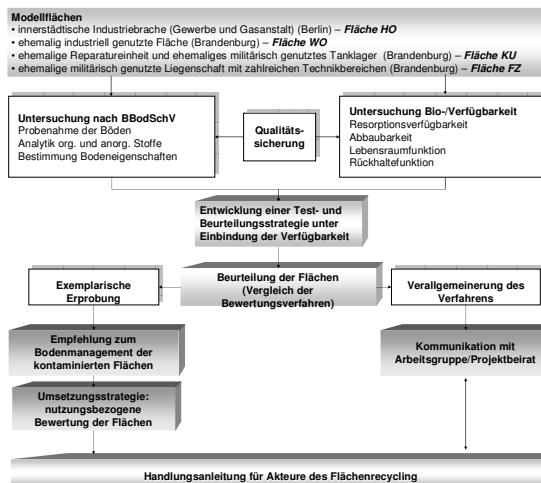 Modellflächen
• innerstädtische Industriebrache (Gewerbe und Gasanstalt) (Berlin) – Fläche HO
• ehemalig industriell genutzte Fläche (Brandenburg) – Fläche WO
• ehemalige Reparatureinheit und ehemaliges militärisch genutztes Tanklager (Brandenburg) – Fläche KU
• ehemalige militärisch genutzte Liegenschaft mit zahlreichen Technikbereichen (Brandenburg) – Fläche FZ
Untersuchung nach BBodSchV
Probenahme der Böden
Analytik org. und anorg. Stoffe
Bestimmung Bodeneigenschaften
Qualitäts-
sicherung
Untersuchung Bio-/Verfügbarkeit
Resorptionsverfügbarkeit
Abbaubarkeit
Lebensraumfunktion
Rückhaltefunktion
Entwicklung einer Test- und
Beurteilungsstrategie unter
Einbindung der Verfügbarkeit
Exemplarische
Erprobung
Beurteilung der Flächen
(Vergleich der
Bewertungsverfahren)
Verallgemeinerung des
Verfahrens
Empfehlung zum
Bodenmanagement der
kontaminierten Flächen
Kommunikation mit
Arbeitsgruppe/Projektbeirat
Umsetzungsstrategie:
nutzungsbezogene
Bewertung der Flächen
Handlungsanleitung für Akteure des Flächenrecycling